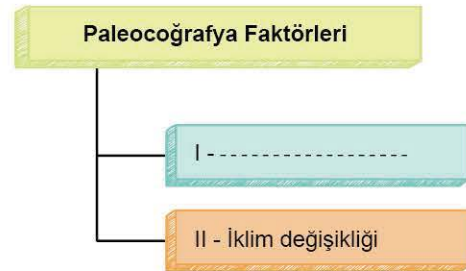 Paleocoğrafya Faktörleri
I - -------------------
II - İklim değişikliği